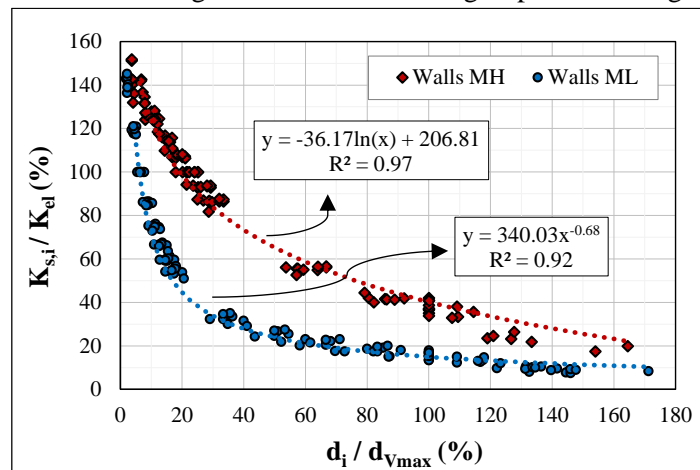 Walls MH Walls ML
y = -36.17ln(x) + 206.81
R² = 0.97
y = 340.03x^-0.68
R² = 0.92
K_s,i / K_el (%)
160
140
120
100
80
60
40
20
0
0 20 40 60 80 100 120 140 160 180
d_i / d_Vmax (%)